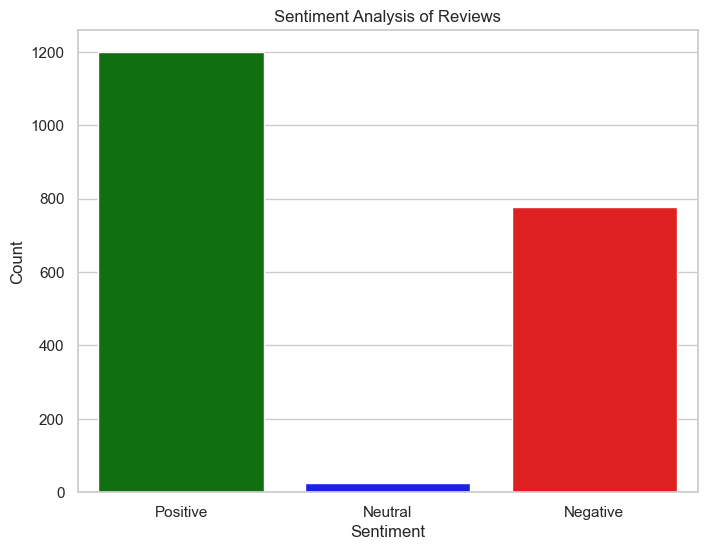 Sentiment Analysis of Reviews
1200
1000
800
600
400
200
0
Count
Positive
Neutral
Negative
Sentiment